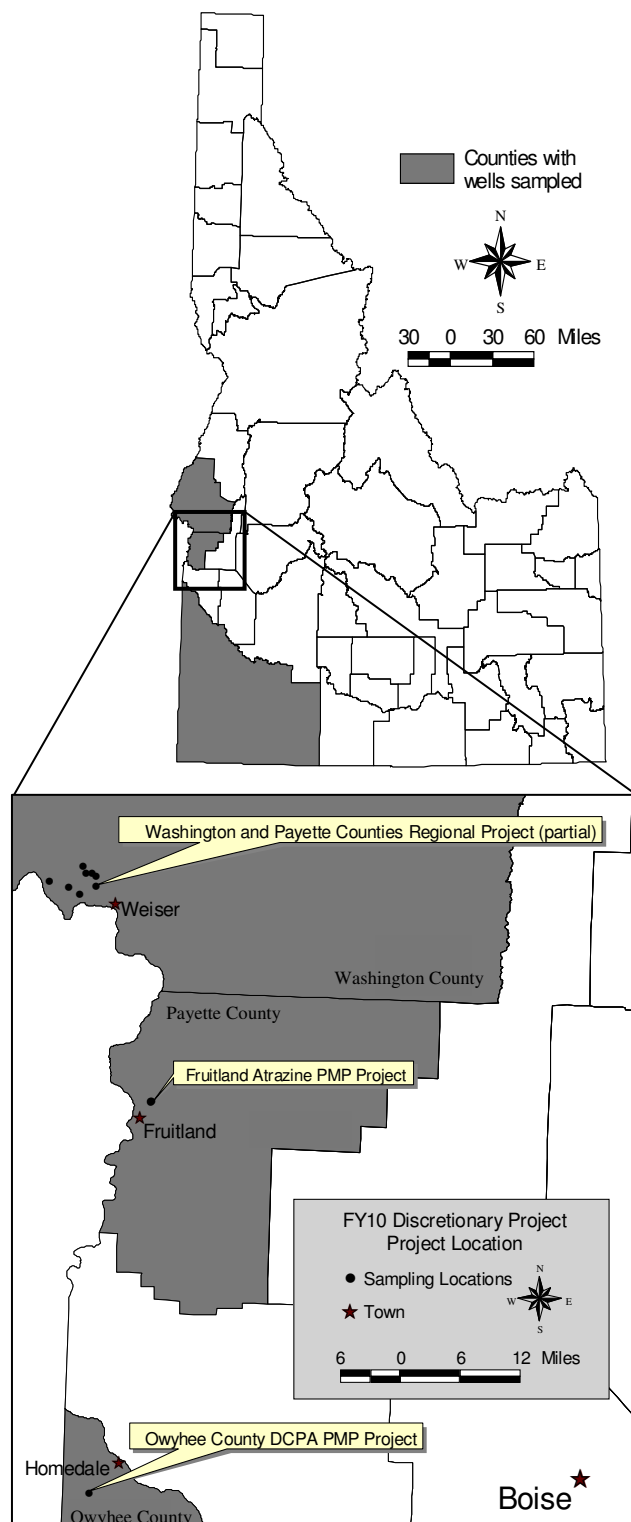 Counties with
wells sampled
N
W E
S
30 0 30 60 Miles
Washington and Payette Counties Regional Project (partial)
Weiser
Washington County
Payette County
Fruitland Atrazine PMP Project
Fruitland
FY10 Discretionary Project
Project Location
Sampling Locations
Town
N
W E
S
6 0 6 12 Miles
Owyhee County DCPA PMP Project
Homedale
Boise
Owyhee County